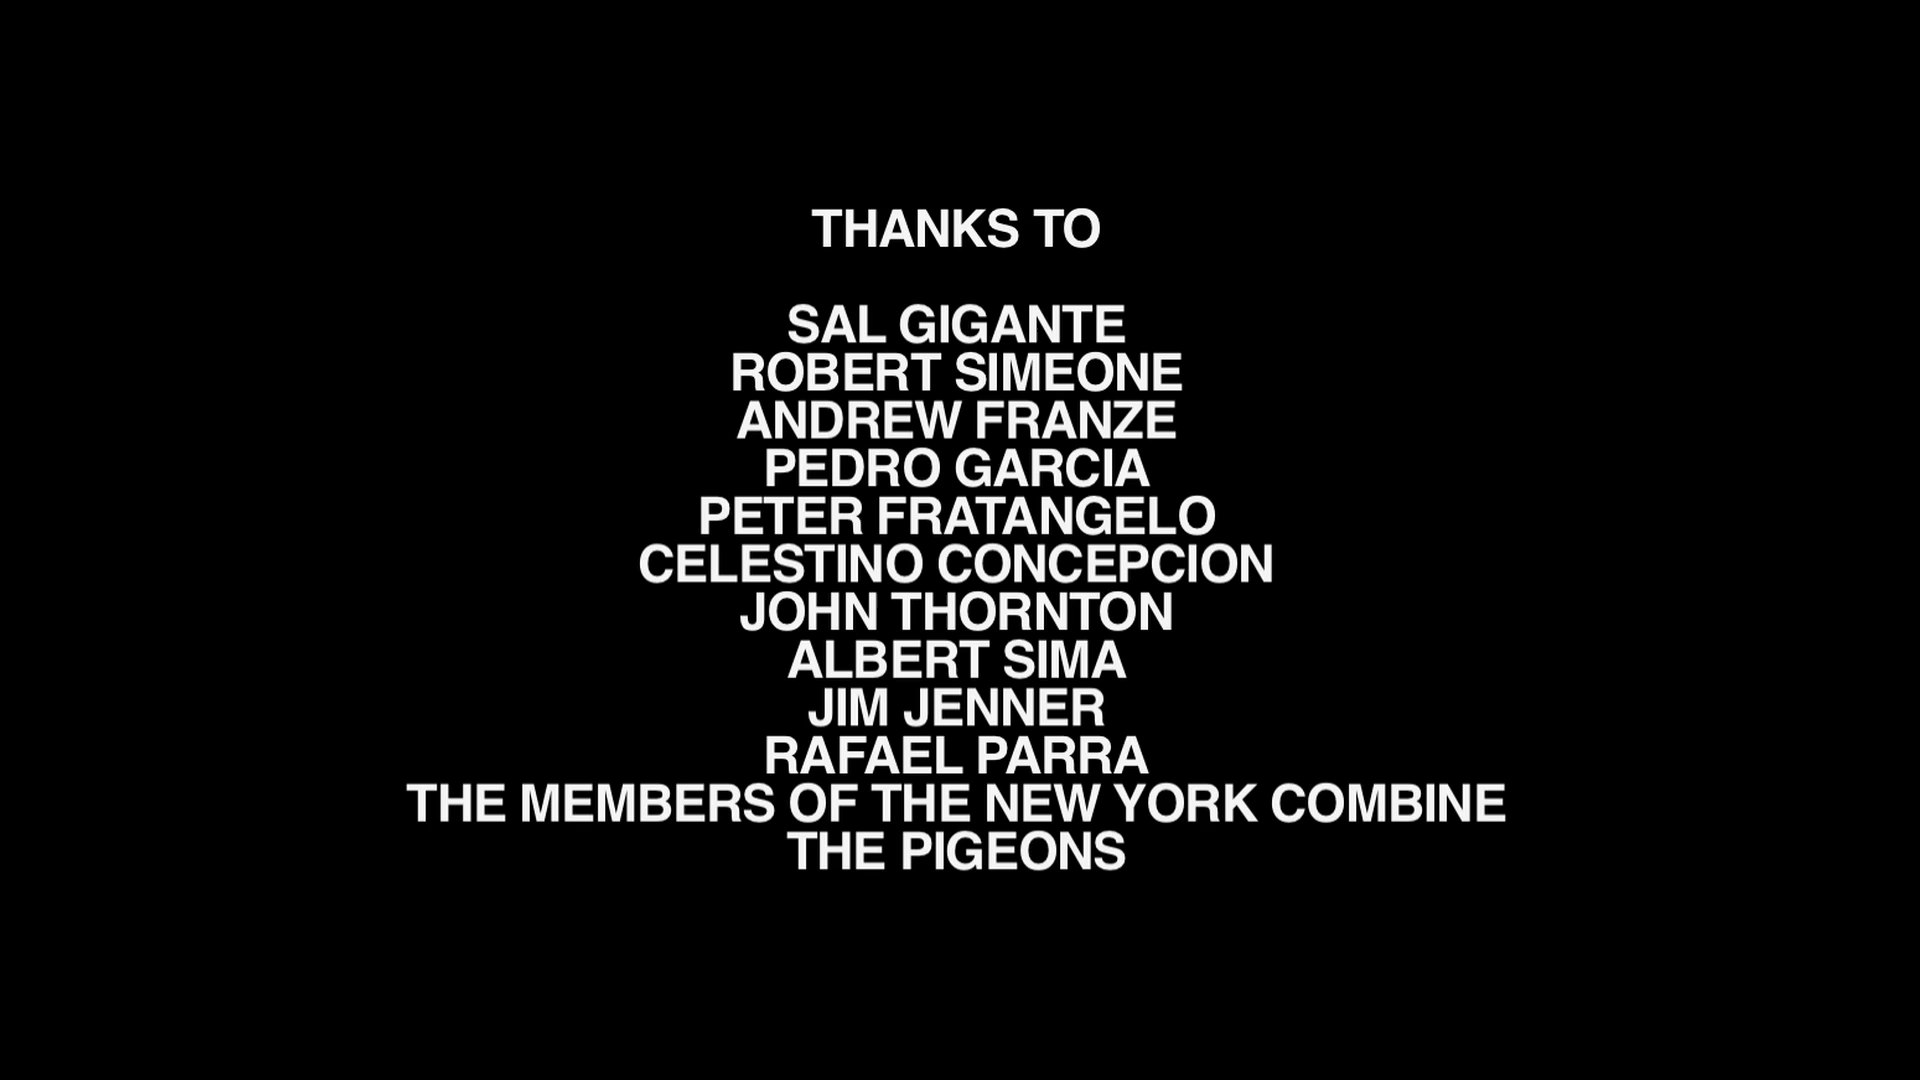 THANKS TO
SAL GIGANTE
ROBERT SIMEONE
ANDREW FRANZE
PEDRO GARCIA
PETER FRATANGELO
CELESTINO CONCEPCION
JOHN THORNTON
ALBERT SIMA
JIM JENNER
RAFAEL PARRA
THE MEMBERS OF THE NEW YORK COMBINE
THE PIGEONS